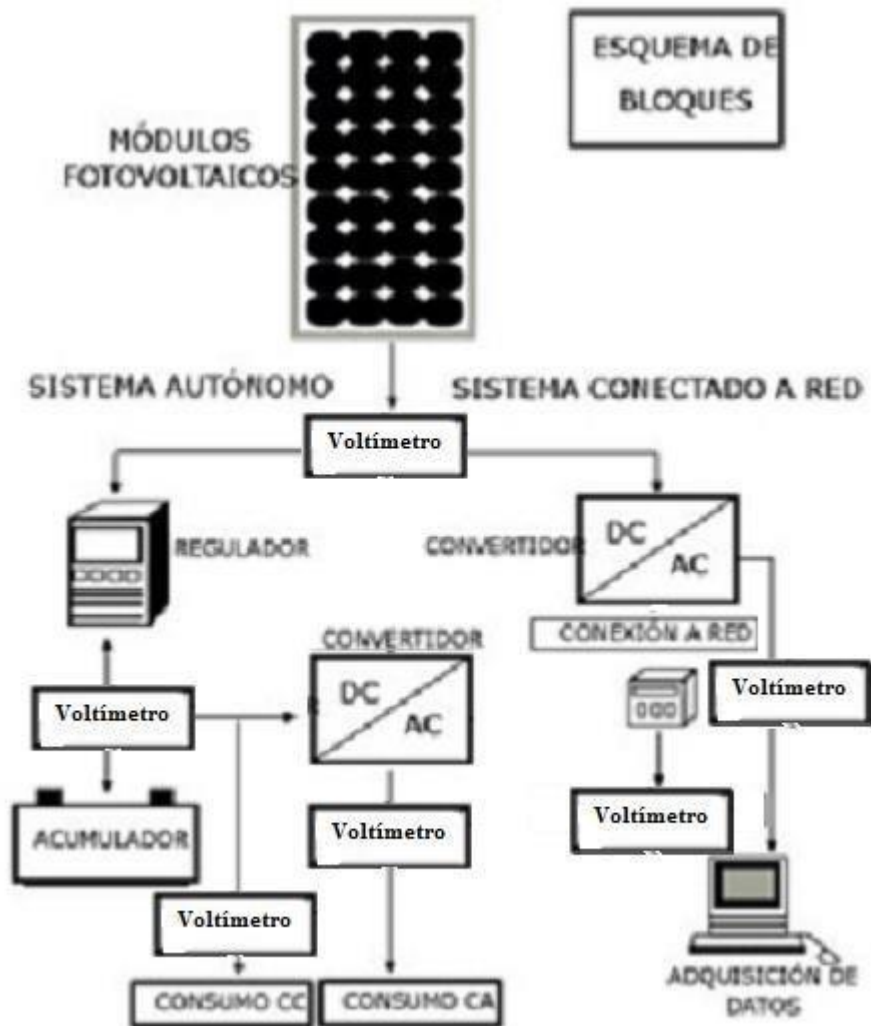 ESQUEMA DE
BLOQUES
MÓDULOS
FOTOVOLTAICOS
SISTEMA AUTÓNOMO
SISTEMA CONECTADO A RED
Voltímetro
REGULADOR
CONVERTIDOR
DC
AC
CONEXIÓN A RED
CONVERTIDOR
DC
AC
Voltímetro
Voltímetro
ACUMULADOR
Voltímetro
Voltímetro
Voltímetro
CONSUMO CC
CONSUMO CA
ADQUISICIÓN DE
DATOS